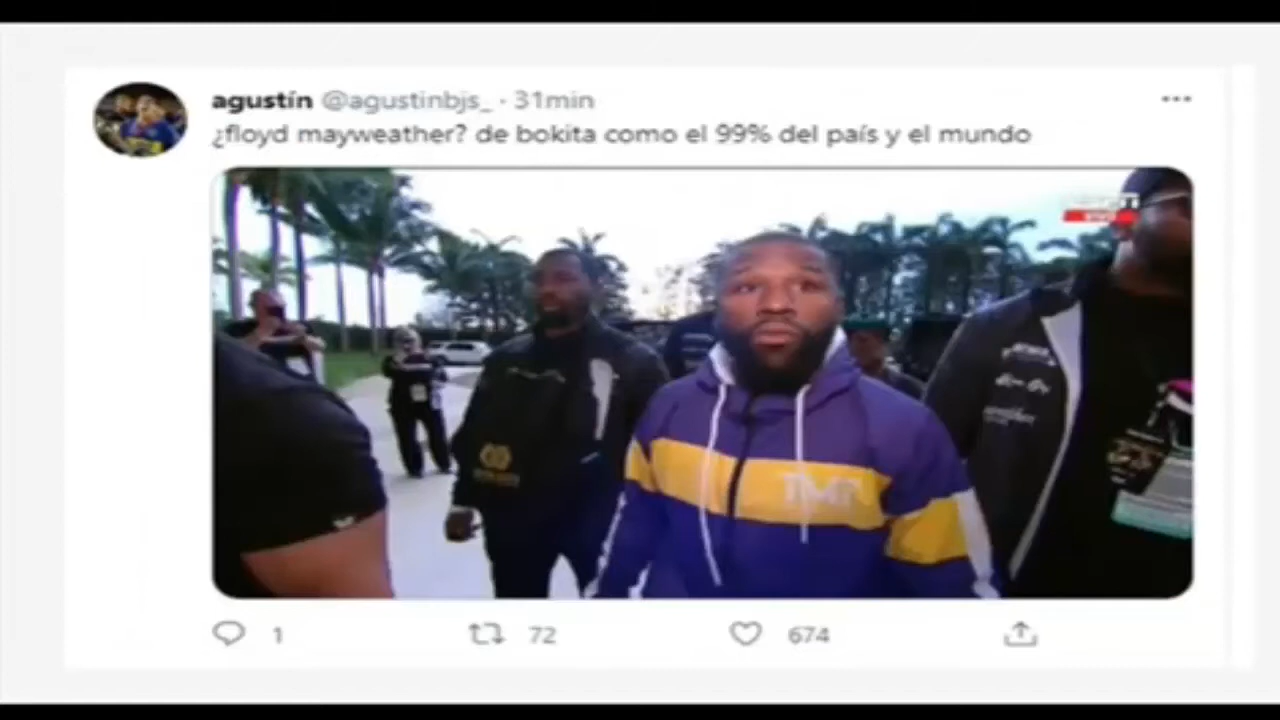 agustín @agustinbjs_ · 31min
¿floyd mayweather? de bokita como el 99% del país y el mundo
TMT
1
72
674